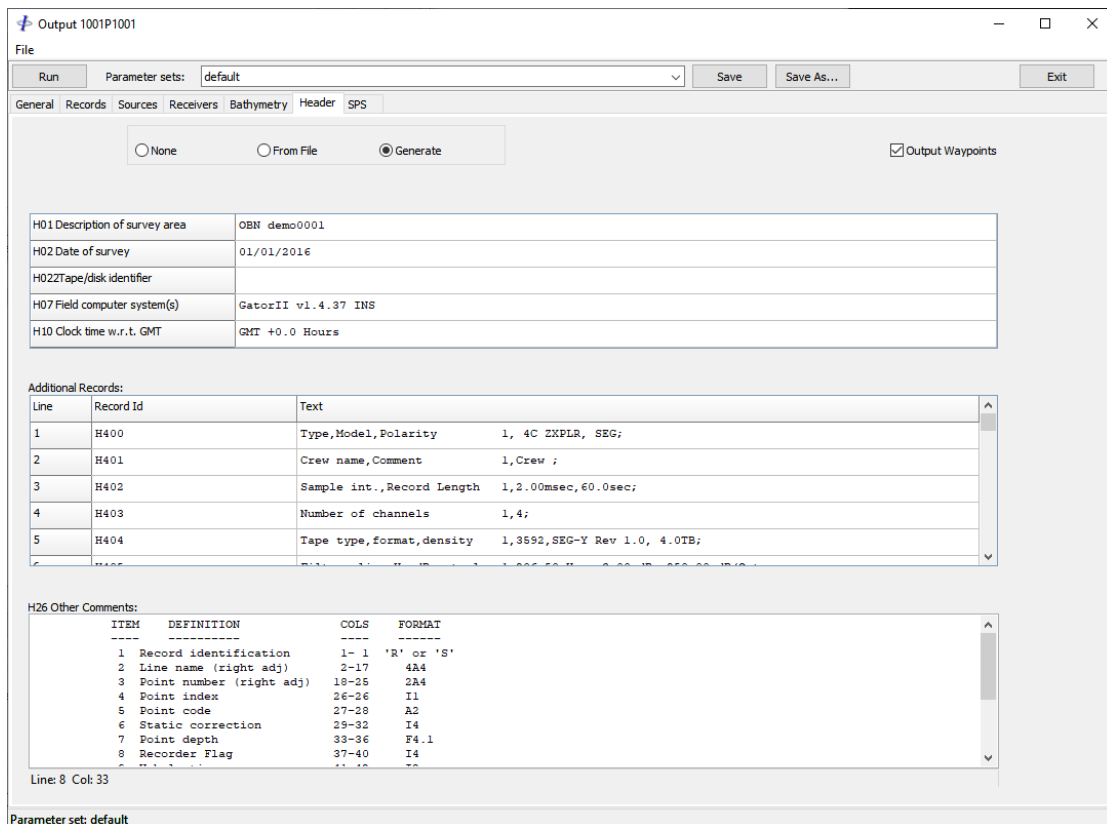 Output 1001P1001
File
Run Parameter sets: default Save Save As... Exit
General Records Sources Receivers Bathymetry Header SPS
None From File Generate Output Waypoints
H01 Description of survey area OBN demo0001
H02 Date of survey 01/01/2016
H022Tape/disk identifier
H07 Field computer system(s) GatorII v1.4.37 INS
H10 Clock time w.r.t. GMT GMT +0.0 Hours
Additional Records:
Line Record Id Text
1 H400 Type,Model,Polarity 1, 4C ZXPLR, SEG;
2 H401 Crew name,Comment 1,Crew ;
3 H402 Sample int.,Record Length 1,2.00msec,60.0sec;
4 H403 Number of channels 1,4;
5 H404 Tape type,format,density 1,3592,SEG-Y Rev 1.0, 4.0TB;
H26 Other Comments:
ITEM DEFINITION COLS FORMAT
---- ---------- ---- ------
1 Record identification 1- 1 'R' or 'S'
2 Line name (right adj) 2-17 4A4
3 Point number (right adj) 18-25 2A4
4 Point index 26-26 I1
5 Point code 27-28 A2
6 Static correction 29-32 I4
7 Point depth 33-36 F4.1
8 Recorder Flag 37-40 I4
Line: 8 Col: 33
Parameter set: default